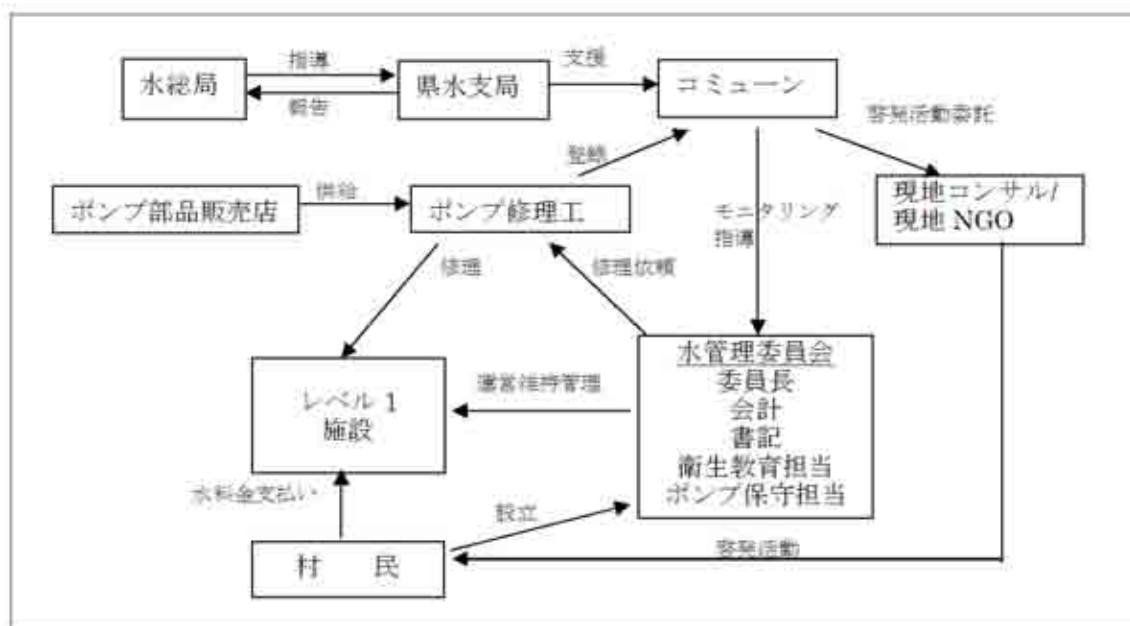 指導
支援
水総局
県水支局
コミューン
報告
啓発活動委託
登録
供給
ポンプ部品販売店
ポンプ修理工
モニタリング
指導
現地コンサル/
現地 NGO
修理
修理依頼
水管理委員会
委員長
会計
書記
衛生教育担当
ポンプ保守担当
レベル 1
施設
運営維持管理
水料金支払い
設立
啓発活動
村　　民